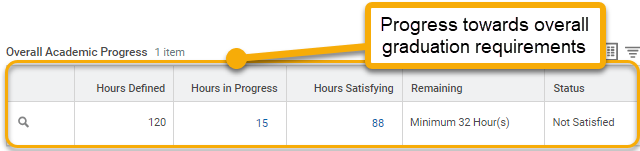 Progress towards overall
graduation requirements
Overall Academic Progress 1 item
Hours Defined Hours in Progress Hours Satisfying Remaining Status
120 15 88 Minimum 32 Hour(s) Not Satisfied